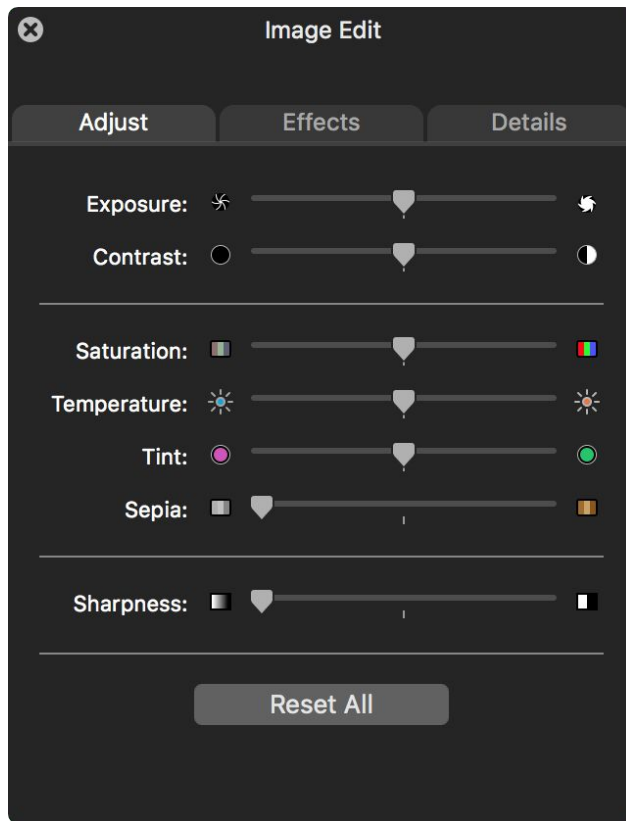 Image Edit
Adjust Effects Details
Exposure:
Contrast:
Saturation:
Temperature:
Tint:
Sepia:
Sharpness:
Reset All